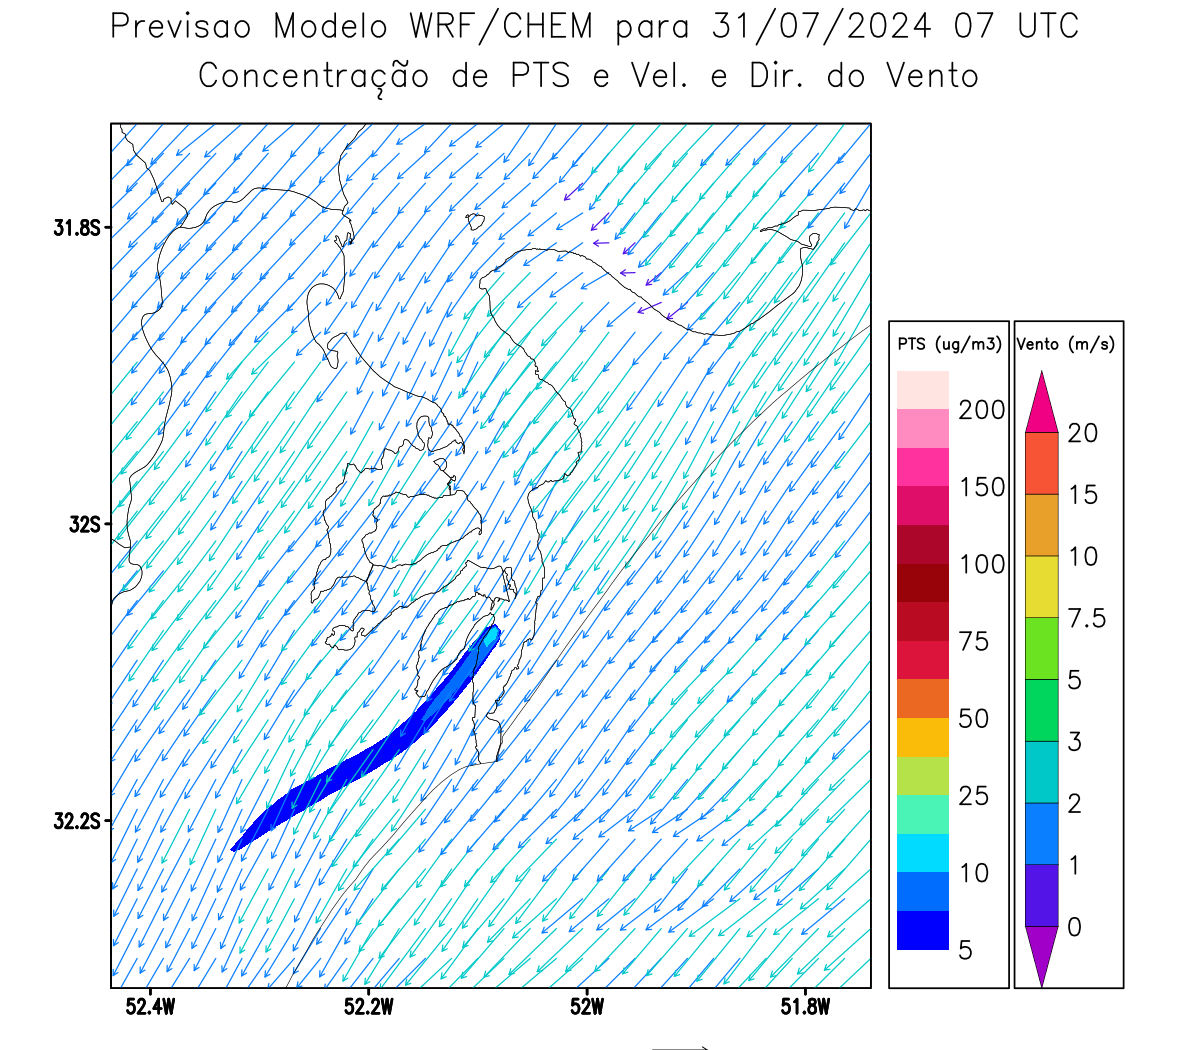 Previsao Modelo WRF/CHEM para 31/07/2024 07 UTC
Concentração de PTS e Vel. e Dir. do Vento
31.8S
32S
32.2S
52.4W
52.2W
52W
51.8W
PTS (ug/m3)
200
150
100
75
50
25
10
5
Vento (m/s)
20
15
10
7.5
5
3
2
1
0